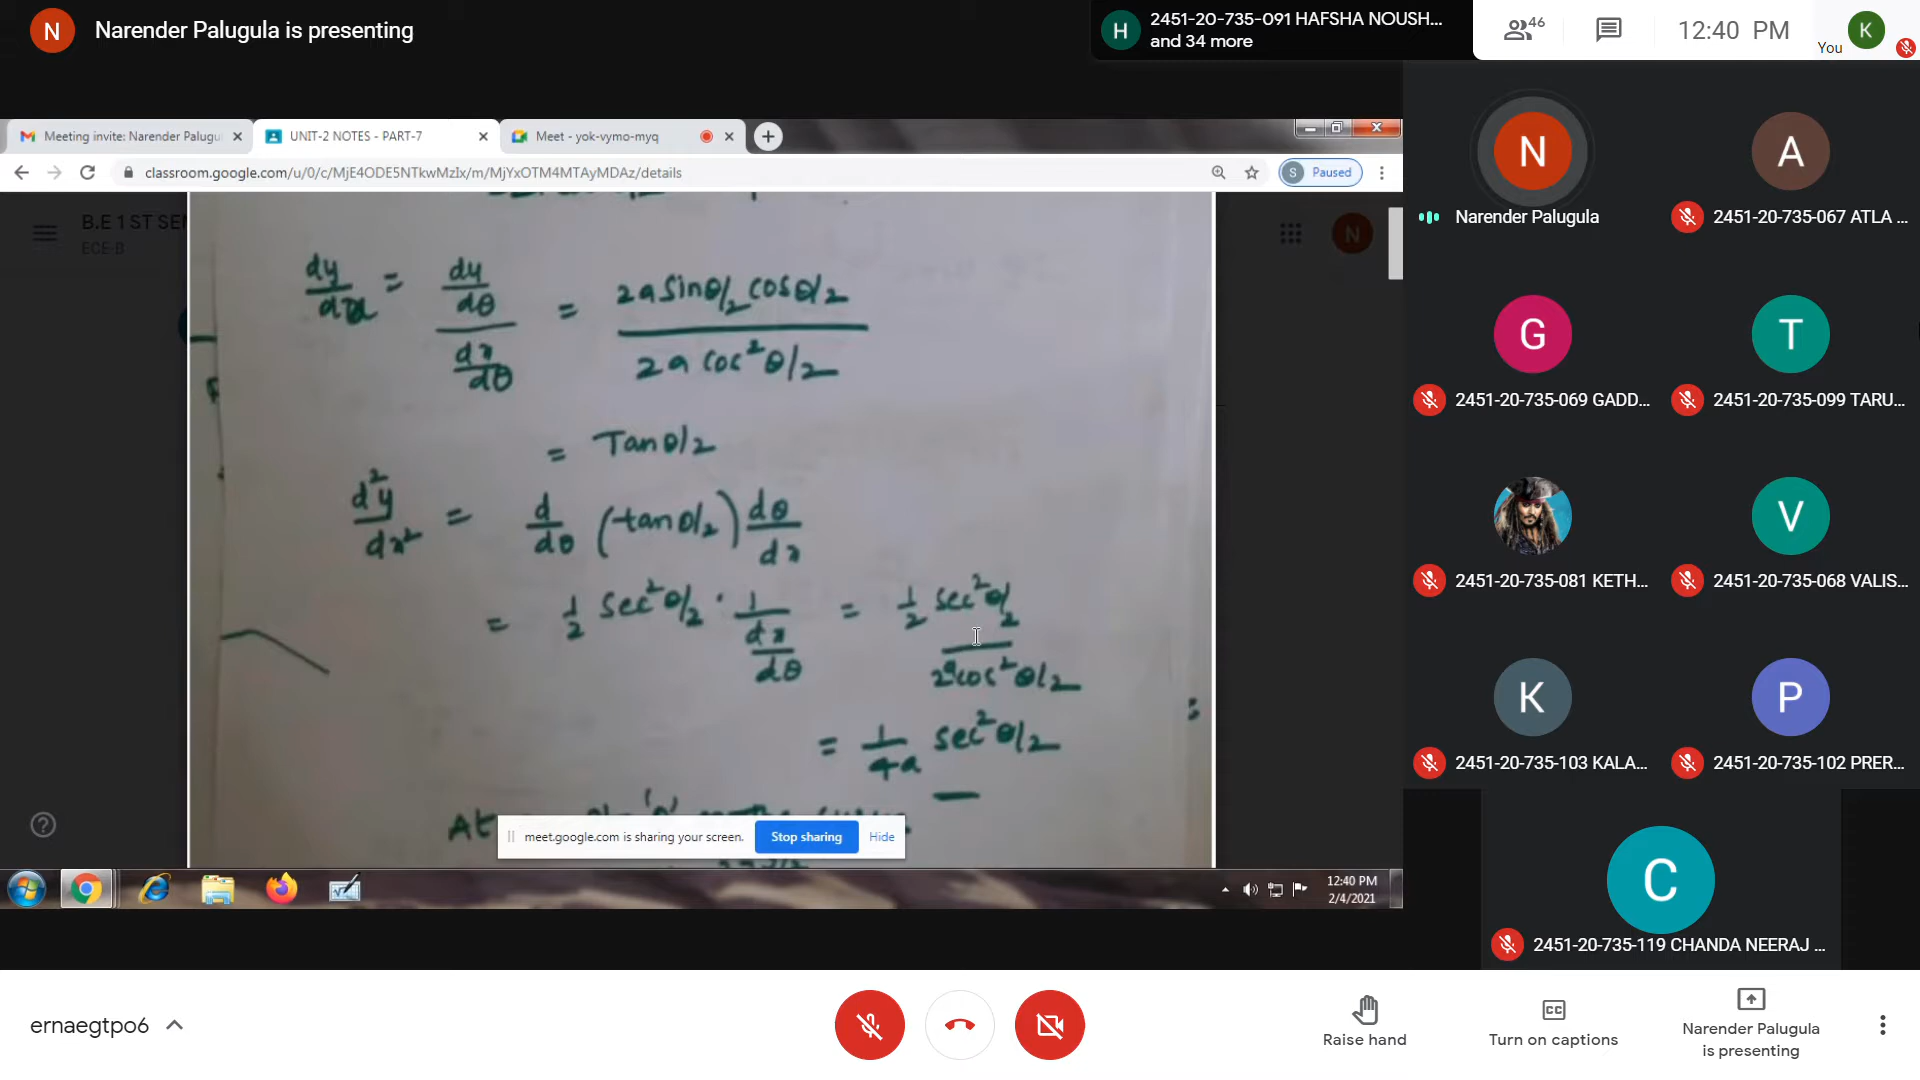 N Narender Palugula is presenting
H 2451-20-735-091 HAFSHA NOUSH...
and 34 more
46
12:40 PM
You K
Meeting invite: Narender Palugu
UNIT-2 NOTES - PART-7
Meet - yok-vymo-myq
classroom.google.com/u/0/c/MjE4ODE5NTkwMzIx/m/MjYxOTM4MTAyMDAz/details
S Paused
B.E 1 ST SEM
ECE-B
N
dy/dx = (dy/dθ)/(dx/dθ) = 2a Sinθ/2 cosθ/2 / 2a cos²θ/2
= Tanθ/2
d²y/dx² = d/dθ (tanθ/2) dθ/dx
= 1/2 sec²θ/2 · 1/(dx/dθ) = 1/2 sec²θ/2 / 2a cos²θ/2
= 1/4a sec²θ/2
At
meet.google.com is sharing your screen.
Stop sharing
Hide
12:40 PM
2/4/2021
N
Narender Palugula
A
2451-20-735-067 ATLA ...
G
2451-20-735-069 GADD...
T
2451-20-735-099 TARU...
2451-20-735-081 KETH...
V
2451-20-735-068 VALIS...
K
2451-20-735-103 KALA...
P
2451-20-735-102 PRER...
C
2451-20-735-119 CHANDA NEERAJ ...
ernaegtpo6
Raise hand
CC
Turn on captions
Narender Palugula
is presenting